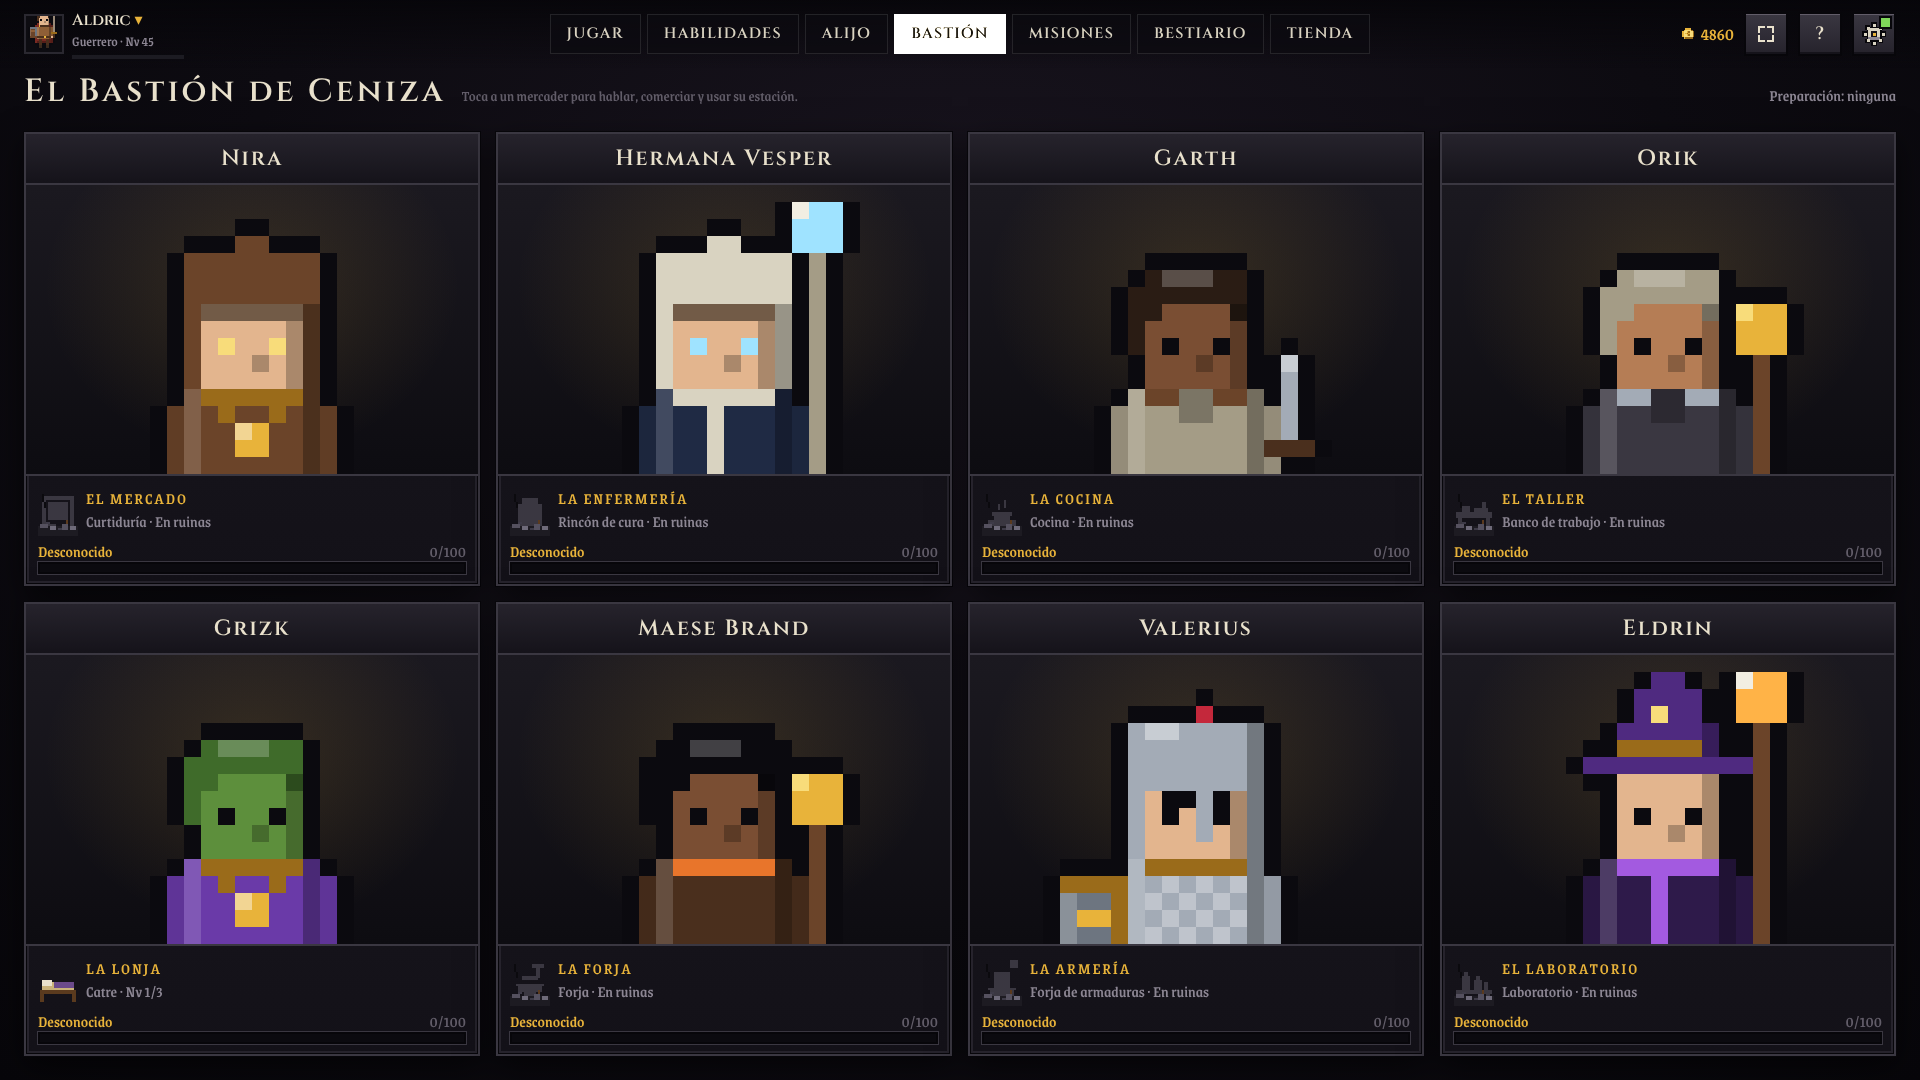 Aldric ▼
Guerrero · Nv 45
JUGAR
HABILIDADES
ALIJO
BASTIÓN
MISIONES
BESTIARIO
TIENDA
4860
?
El Bastión de Ceniza
Toca a un mercader para hablar, comerciar y usar su estación.
Preparación: ninguna
Nira
Hermana Vesper
Garth
Orik
EL MERCADO
Curtiduría · En ruinas
Desconocido 0/100
LA ENFERMERÍA
Rincón de cura · En ruinas
Desconocido 0/100
LA COCINA
Cocina · En ruinas
Desconocido 0/100
EL TALLER
Banco de trabajo · En ruinas
Desconocido 0/100
Grizk
Maese Brand
Valerius
Eldrin
LA LONJA
Catre · Nv 1/3
Desconocido 0/100
LA FORJA
Forja · En ruinas
Desconocido 0/100
LA ARMERÍA
Forja de armaduras · En ruinas
Desconocido 0/100
EL LABORATORIO
Laboratorio · En ruinas
Desconocido 0/100